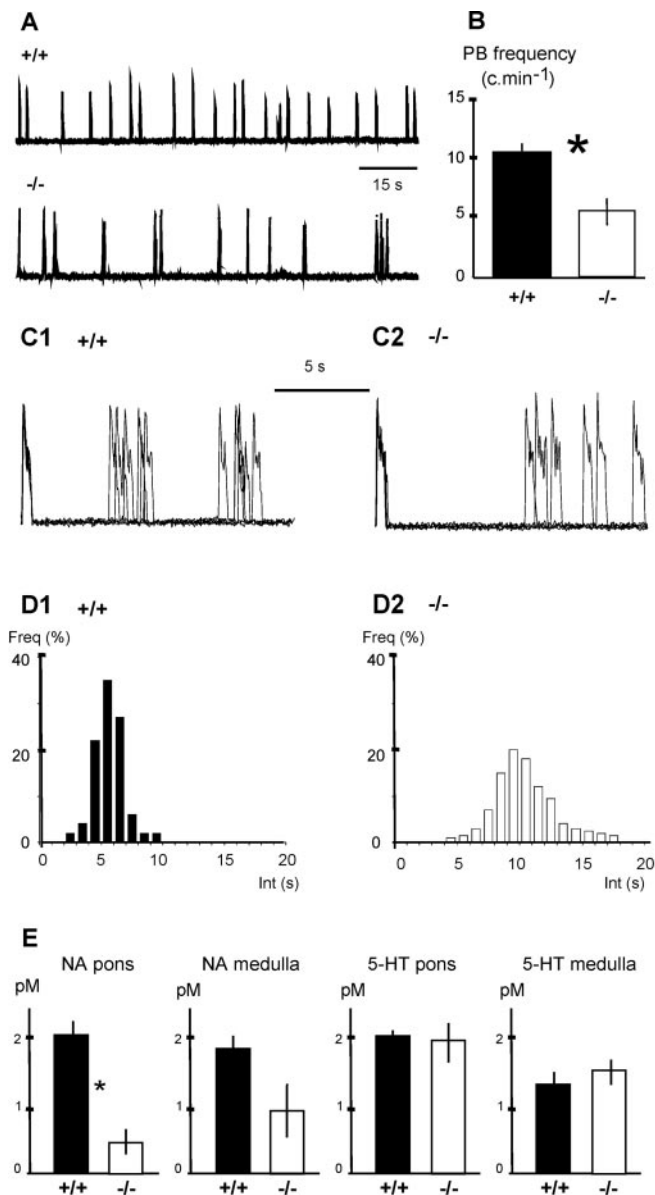 A
+/+
15 s
-/-
B
PB frequency
(c.min-1)
15
10
5
0
*
+/+ -/-
C1 +/+
5 s
C2 -/-
D1 +/+
Freq (%)
40
20
0
0 5 10 15 20
Int (s)
D2 -/-
Freq (%)
40
20
0
0 5 10 15 20
Int (s)
E
NA pons
pM
2
1
0
*
+/+ -/-
NA medulla
pM
2
1
0
+/+ -/-
5-HT pons
pM
2
1
0
+/+ -/-
5-HT medulla
pM
2
1
0
+/+ -/-